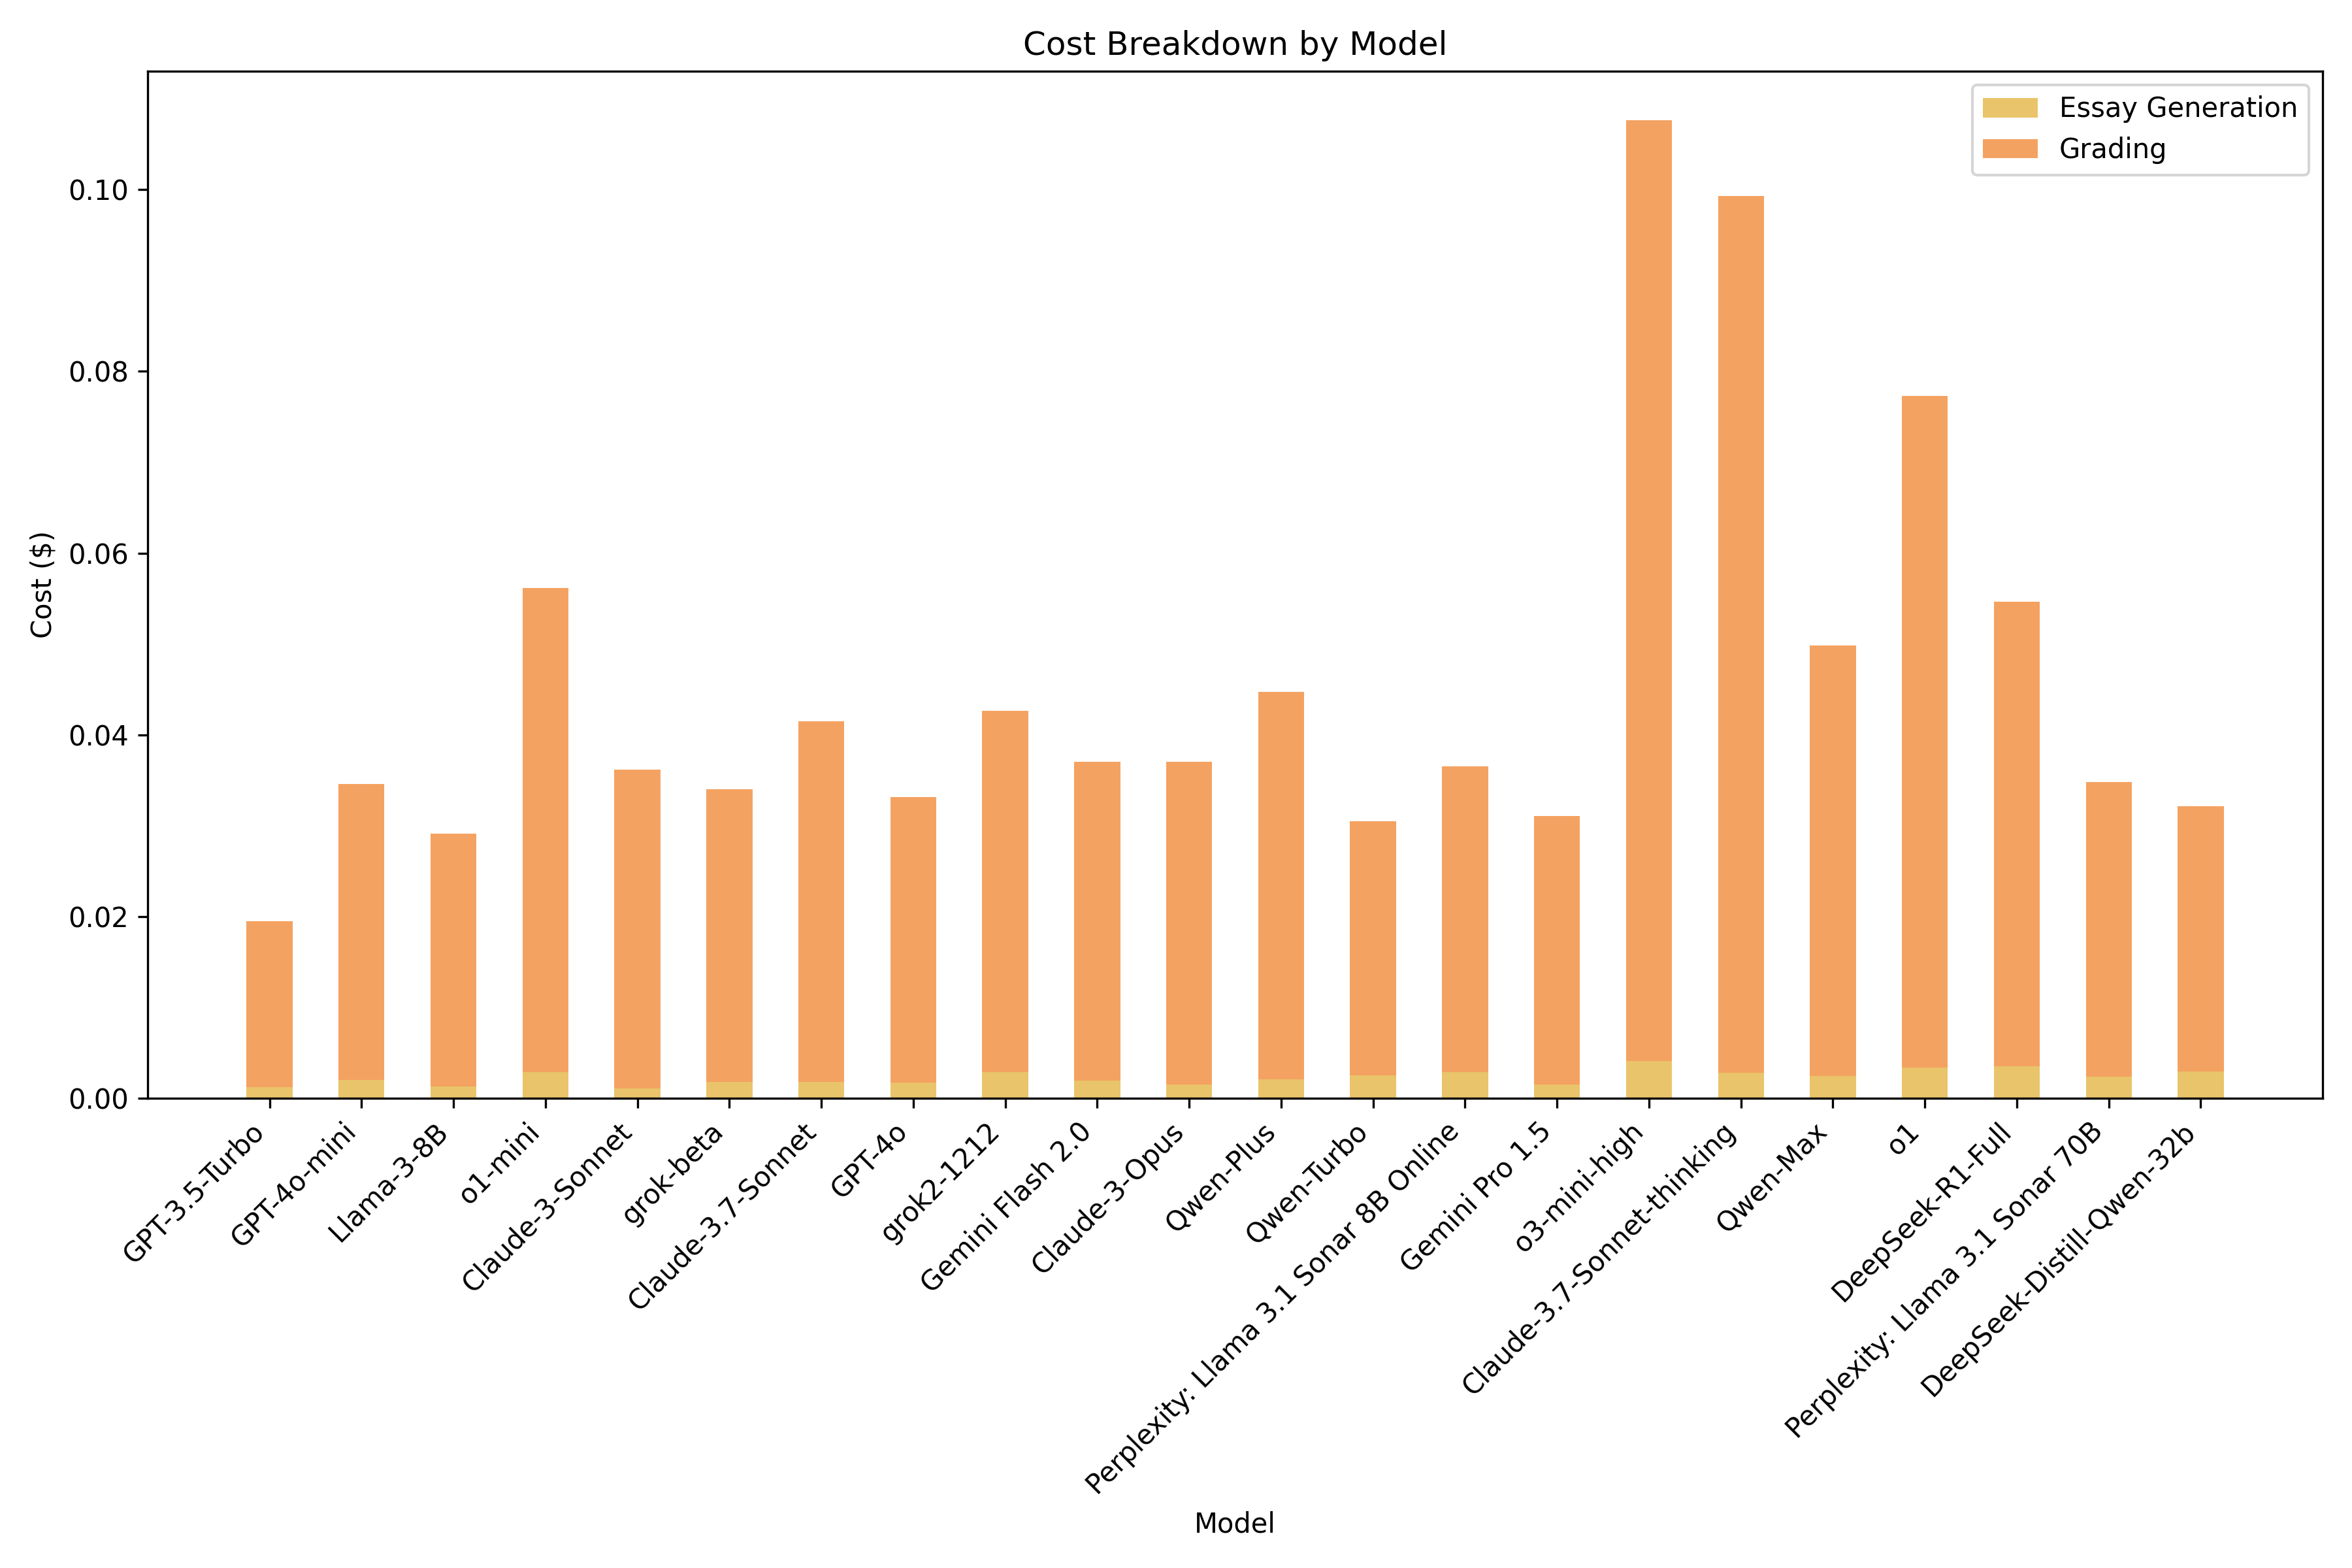 Cost Breakdown by Model
Essay Generation
Grading
Cost ($)
0.10
0.08
0.06
0.04
0.02
0.00
GPT-3.5-Turbo
GPT-4o-mini
Llama-3-8B
o1-mini
Claude-3-Sonnet
grok-beta
Claude-3.7-Sonnet
GPT-4o
grok2-1212
Gemini Flash 2.0
Claude-3-Opus
Qwen-Plus
Qwen-Turbo
Perplexity: Llama 3.1 Sonar 8B Online
Gemini Pro 1.5
o3-mini-high
Claude-3.7-Sonnet-thinking
Qwen-Max
o1
DeepSeek-R1-Full
Perplexity: Llama 3.1 Sonar 70B
DeepSeek-Distill-Qwen-32b
Model